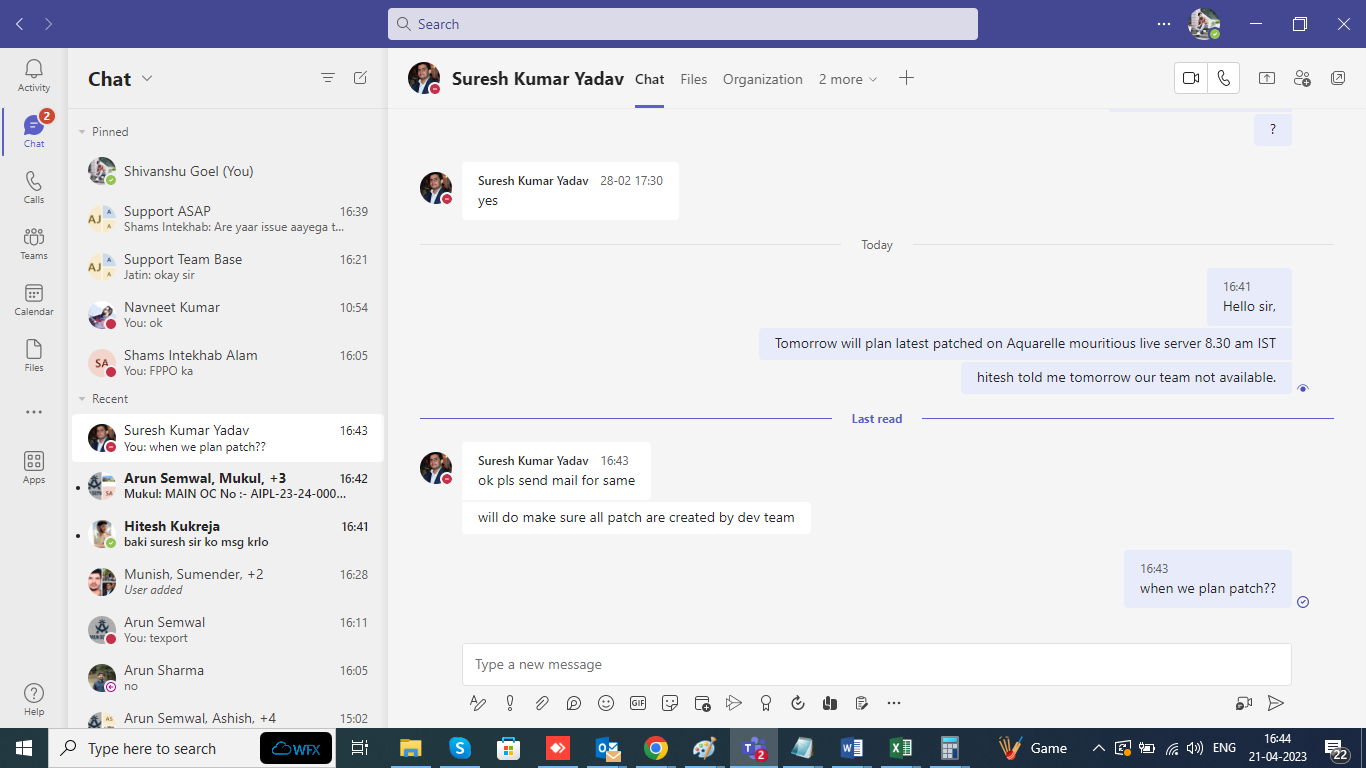 Search
Activity
Chat
2
Calls
Teams
Calendar
Files
Apps
Help
Chat
Pinned
Shivanshu Goel (You)
AJ A A
Support ASAP 16:39
Shams Intekhab: Are yaar issue aayega t...
AJ A A
Support Team Base 16:21
Jatin: okay sir
Navneet Kumar 10:54
You: ok
SA
Shams Intekhab Alam 16:05
You: FPPO ka
Recent
Suresh Kumar Yadav 16:43
You: when we plan patch??
SA
Arun Semwal, Mukul, +3 16:42
Mukul: MAIN OC No :- AIPL-23-24-000...
Hitesh Kukreja 16:41
baki suresh sir ko msg krlo
Munish, Sumender, +2 16:28
User added
Arun Semwal 16:11
You: texport
Arun Sharma 16:05
no
AS
Arun Semwal, Ashish, +4 15:02
Suresh Kumar Yadav Chat Files Organization 2 more
?
Suresh Kumar Yadav 28-02 17:30
yes
Today
16:41
Hello sir,
Tomorrow will plan latest patched on Aquarelle mouritious live server 8.30 am IST
hitesh told me tomorrow our team not available.
Last read
Suresh Kumar Yadav 16:43
ok pls send mail for same
will do make sure all patch are created by dev team
16:43
when we plan patch??
Type a new message
GIF
Type here to search
WFX
2
Game
ENG
16:44
21-04-2023
22